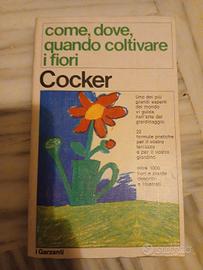 come, dove,
quando coltivare
i fiori
Cocker
Uno dei più
grandi esperti
del mondo
vi guida
nell'arte del
giardinaggio
22
formule pratiche
per il vostro
terrazzo
e per il vostro
giardino
oltre 1000
fiori e piante
descritti
e illustrati
i Garzanti
subito